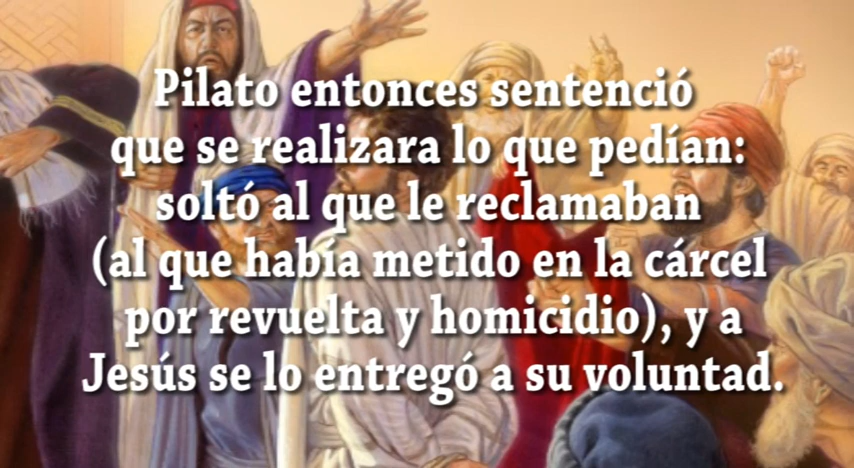 Pilato entonces sentenció
que se realizara lo que pedían:
soltó al que le reclamaban
(al que había metido en la cárcel
por revuelta y homicidio), y a
Jesús se lo entregó a su voluntad.